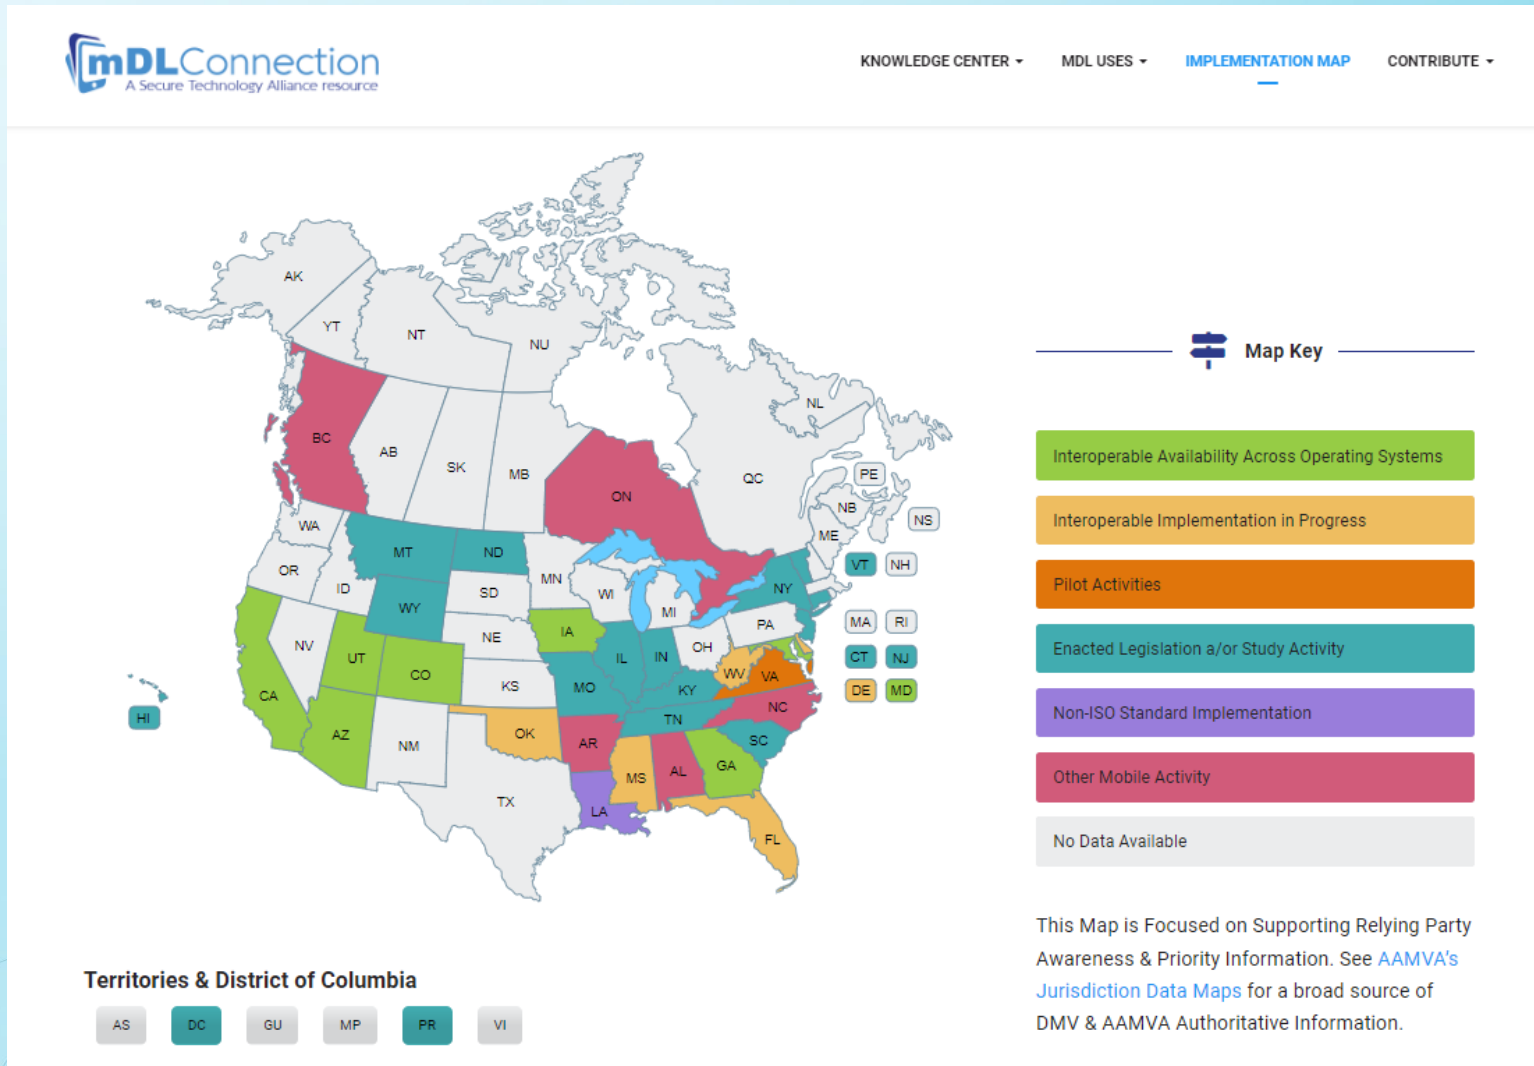 mDLConnection
A Secure Technology Alliance resource
KNOWLEDGE CENTER
MDL USES
IMPLEMENTATION MAP
CONTRIBUTE
AK
YT
NT
NU
NL
BC
AB
SK
MB
ON
QC
PE
NB
NS
WA
MT
ND
ME
OR
ID
MN
VT
NH
WY
SD
WI
MI
NY
NV
NE
IA
PA
MA
RI
UT
CO
IL
IN
OH
CT
NJ
CA
KS
MO
KY
WV
VA
DE
MD
HI
AZ
NM
OK
AR
TN
NC
SC
TX
MS
AL
GA
LA
FL
Map Key
Interoperable Availability Across Operating Systems
Interoperable Implementation in Progress
Pilot Activities
Enacted Legislation a/or Study Activity
Non-ISO Standard Implementation
Other Mobile Activity
No Data Available
This Map is Focused on Supporting Relying Party
Awareness & Priority Information. See AAMVA's
Jurisdiction Data Maps for a broad source of
DMV & AAMVA Authoritative Information.
Territories & District of Columbia
AS
DC
GU
MP
PR
VI